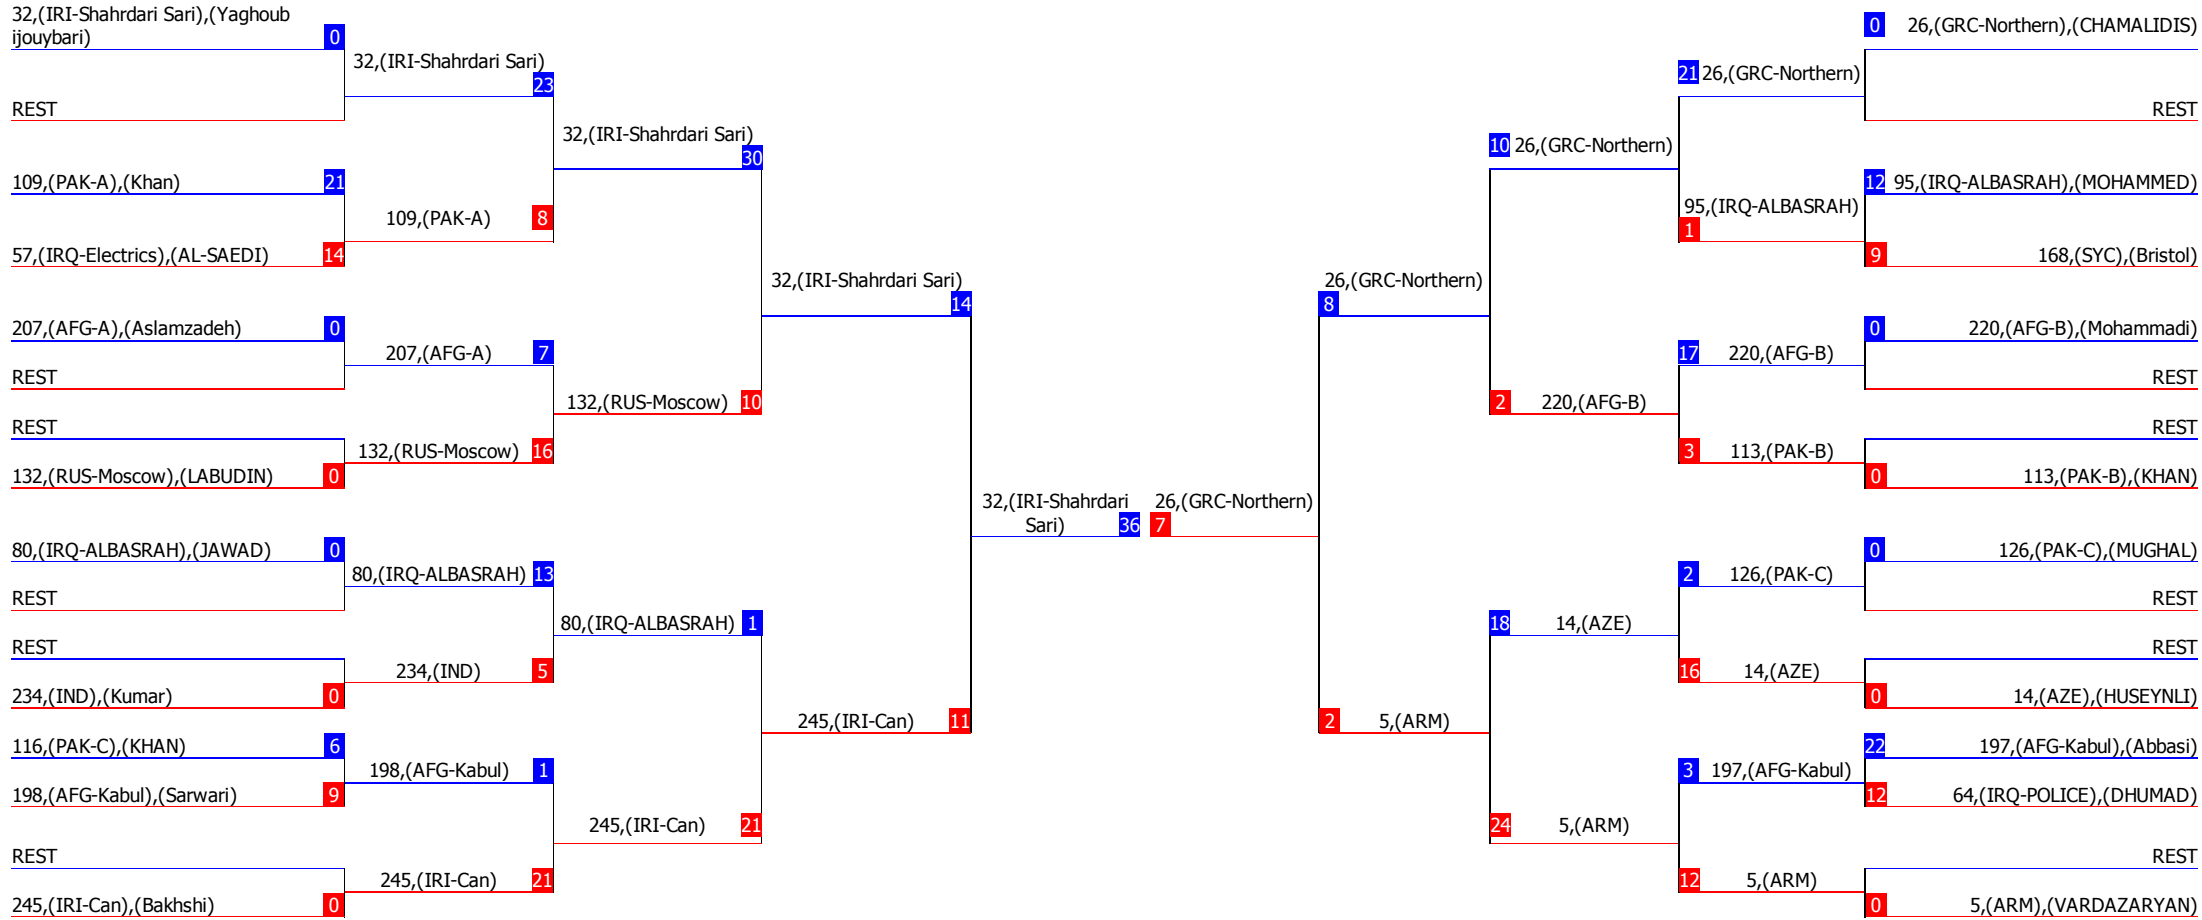 32,(IRI-Shahrdari Sari),(Yaghoub
ijouybari)
0
REST
109,(PAK-A),(Khan)
21
57,(IRQ-Electrics),(AL-SAEDI)
14
207,(AFG-A),(Aslamzadeh)
0
REST
REST
132,(RUS-Moscow),(LABUDIN)
0
80,(IRQ-ALBASRAH),(JAWAD)
0
REST
REST
234,(IND),(Kumar)
0
116,(PAK-C),(KHAN)
6
198,(AFG-Kabul),(Sarwari)
9
REST
245,(IRI-Can),(Bakhshi)
0
32,(IRI-Shahrdari Sari)
23
109,(PAK-A)
8
207,(AFG-A)
7
132,(RUS-Moscow)
16
80,(IRQ-ALBASRAH)
13
234,(IND)
5
198,(AFG-Kabul)
1
245,(IRI-Can)
21
32,(IRI-Shahrdari Sari)
30
132,(RUS-Moscow)
10
80,(IRQ-ALBASRAH)
1
245,(IRI-Can)
21
32,(IRI-Shahrdari Sari)
14
245,(IRI-Can)
11
32,(IRI-Shahrdari
Sari)
36
26,(GRC-Northern)
7
26,(GRC-Northern)
8
2
5,(ARM)
10
26,(GRC-Northern)
2
220,(AFG-B)
18
14,(AZE)
24
5,(ARM)
21
26,(GRC-Northern)
95,(IRQ-ALBASRAH)
1
17
220,(AFG-B)
3
113,(PAK-B)
2
126,(PAK-C)
16
14,(AZE)
3
197,(AFG-Kabul)
12
5,(ARM)
0
26,(GRC-Northern),(CHAMALIDIS)
REST
12
95,(IRQ-ALBASRAH),(MOHAMMED)
9
168,(SYC),(Bristol)
0
220,(AFG-B),(Mohammadi)
REST
REST
0
113,(PAK-B),(KHAN)
0
126,(PAK-C),(MUGHAL)
REST
REST
0
14,(AZE),(HUSEYNLI)
22
197,(AFG-Kabul),(Abbasi)
12
64,(IRQ-POLICE),(DHUMAD)
REST
0
5,(ARM),(VARDAZARYAN)